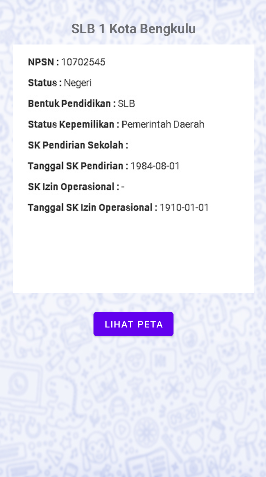 SLB 1 Kota Bengkulu
NPSN : 10702545
Status : Negeri
Bentuk Pendidikan : SLB
Status Kepemilikan : Pemerintah Daerah
SK Pendirian Sekolah :
Tanggal SK Pendirian : 1984-08-01
SK Izin Operasional : -
Tanggal SK Izin Operasional : 1910-01-01
LIHAT PETA